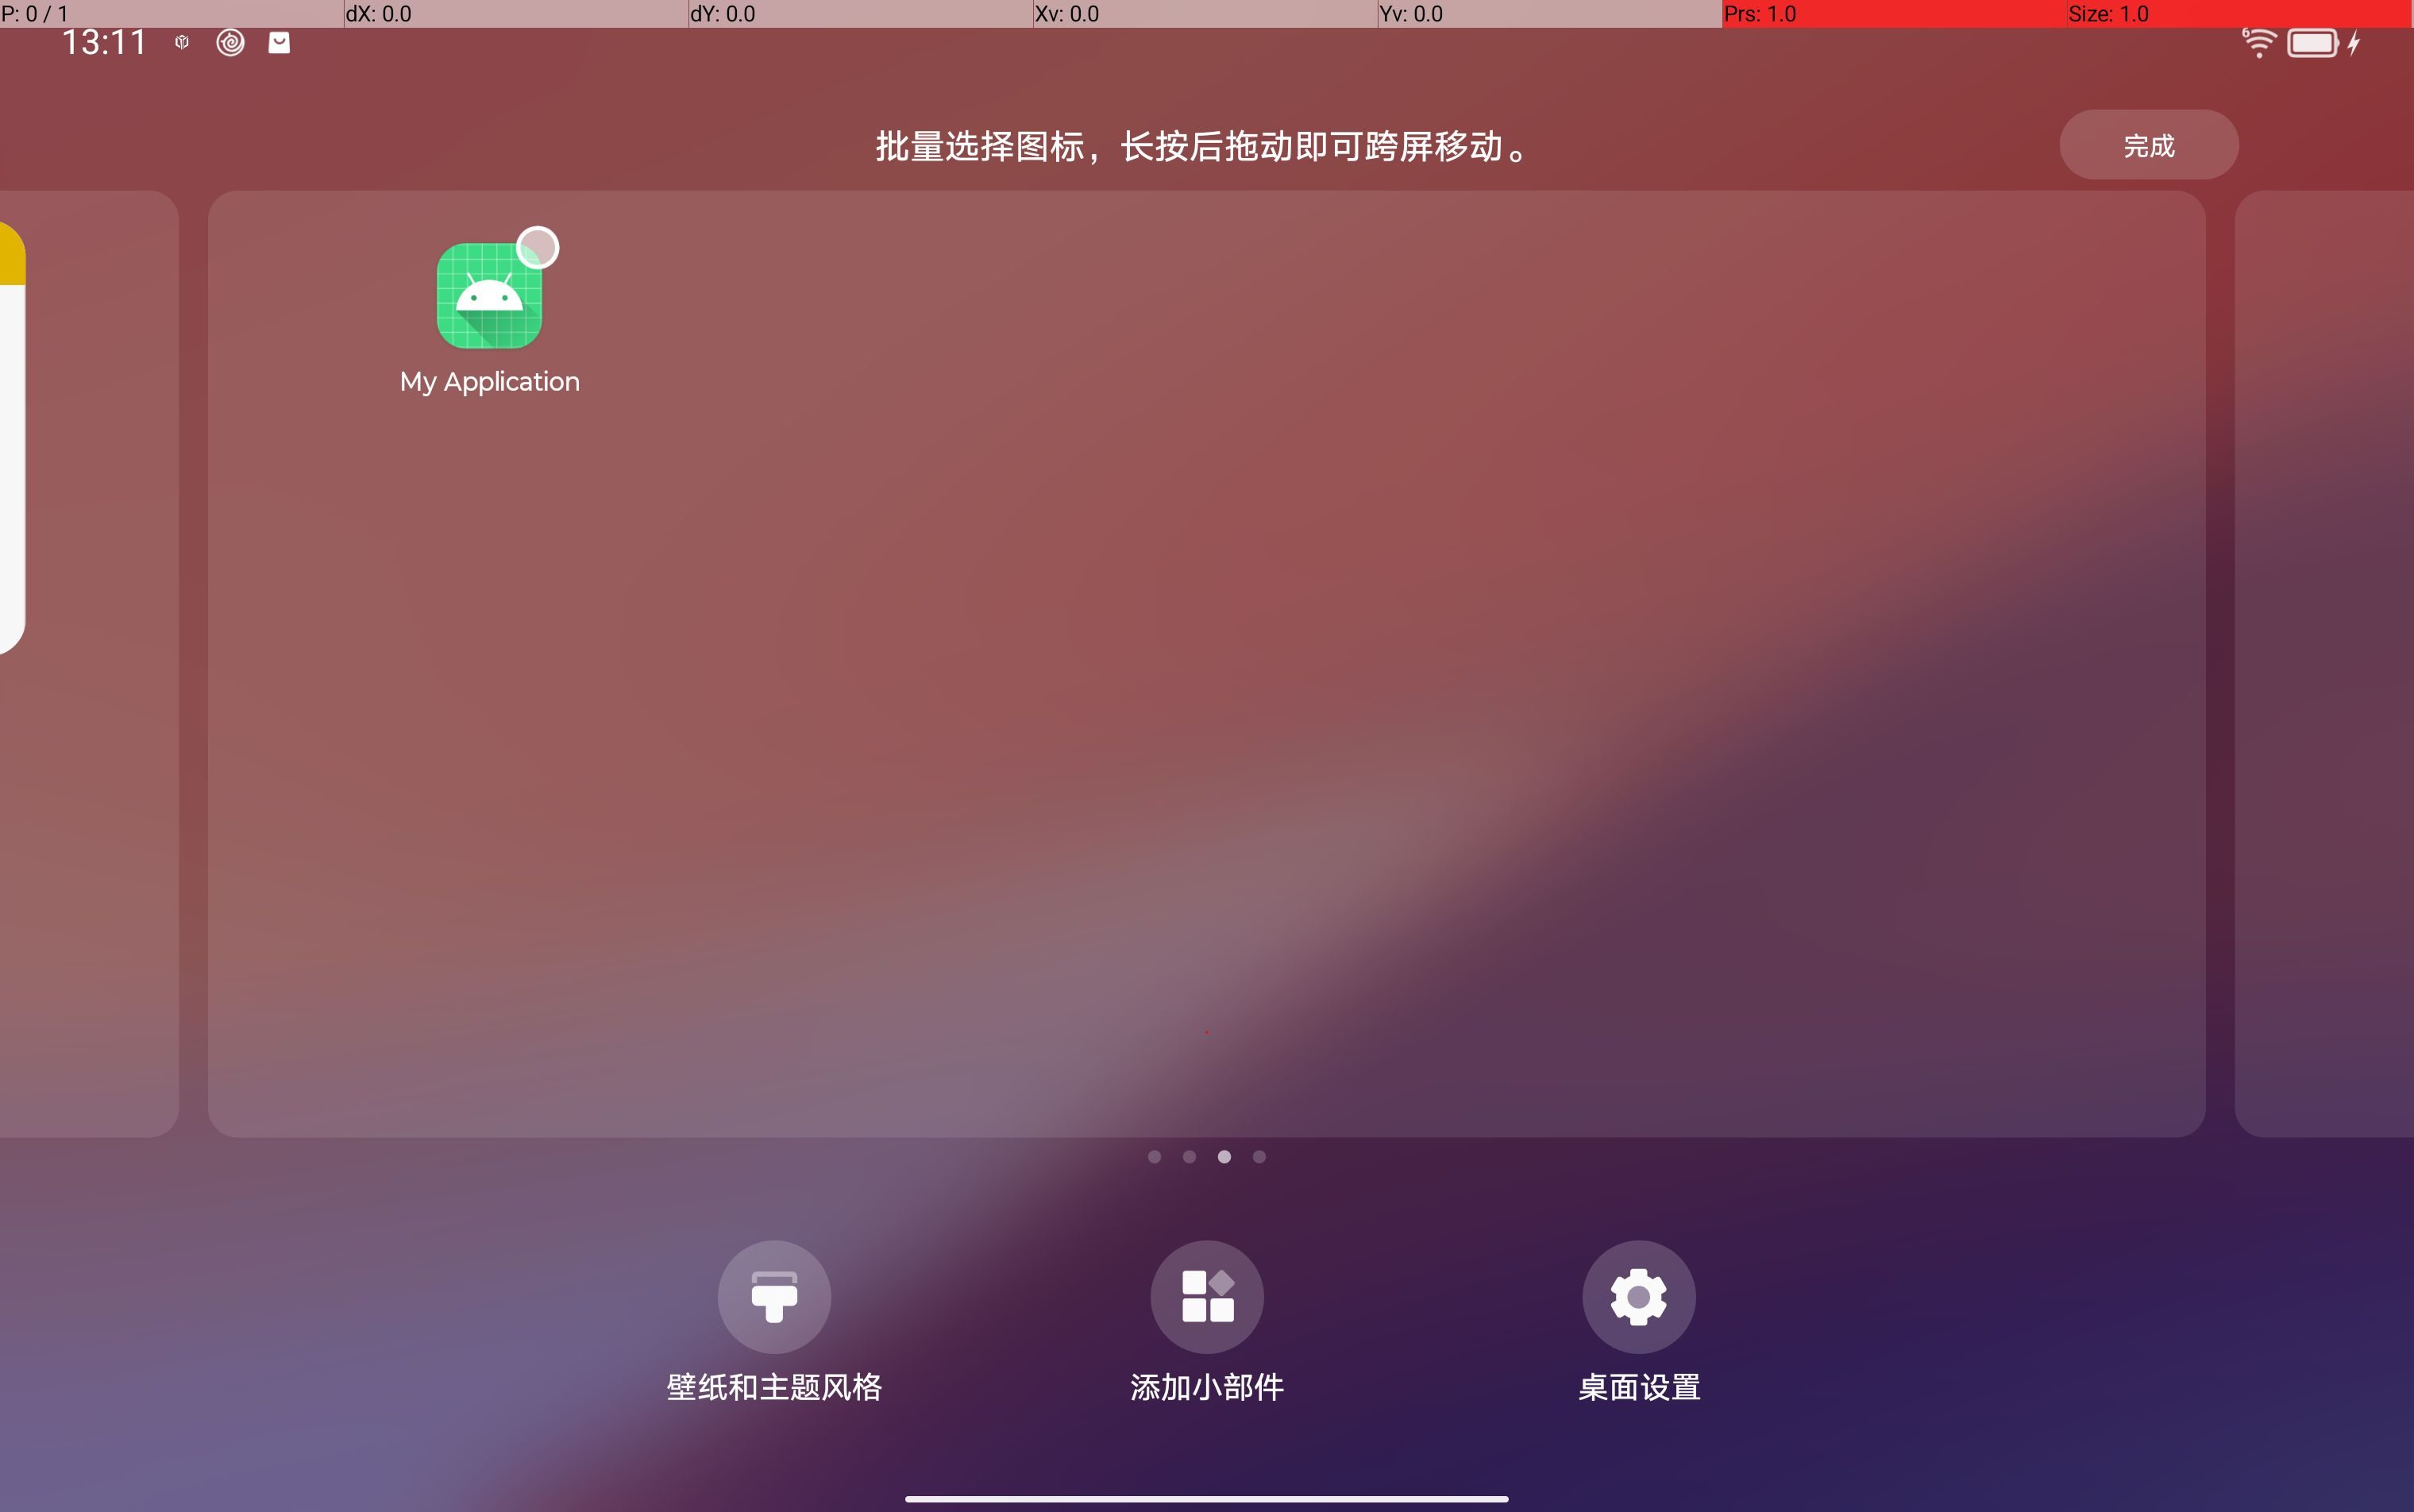 P: 0 / 1 dX: 0.0 dY: 0.0 Xv: 0.0 Yv: 0.0 Prs: 1.0 Size: 1.0
13:11 6
批量选择图标，长按后拖动即可跨屏移动。 完成
My Application
壁纸和主题风格 添加小部件 桌面设置